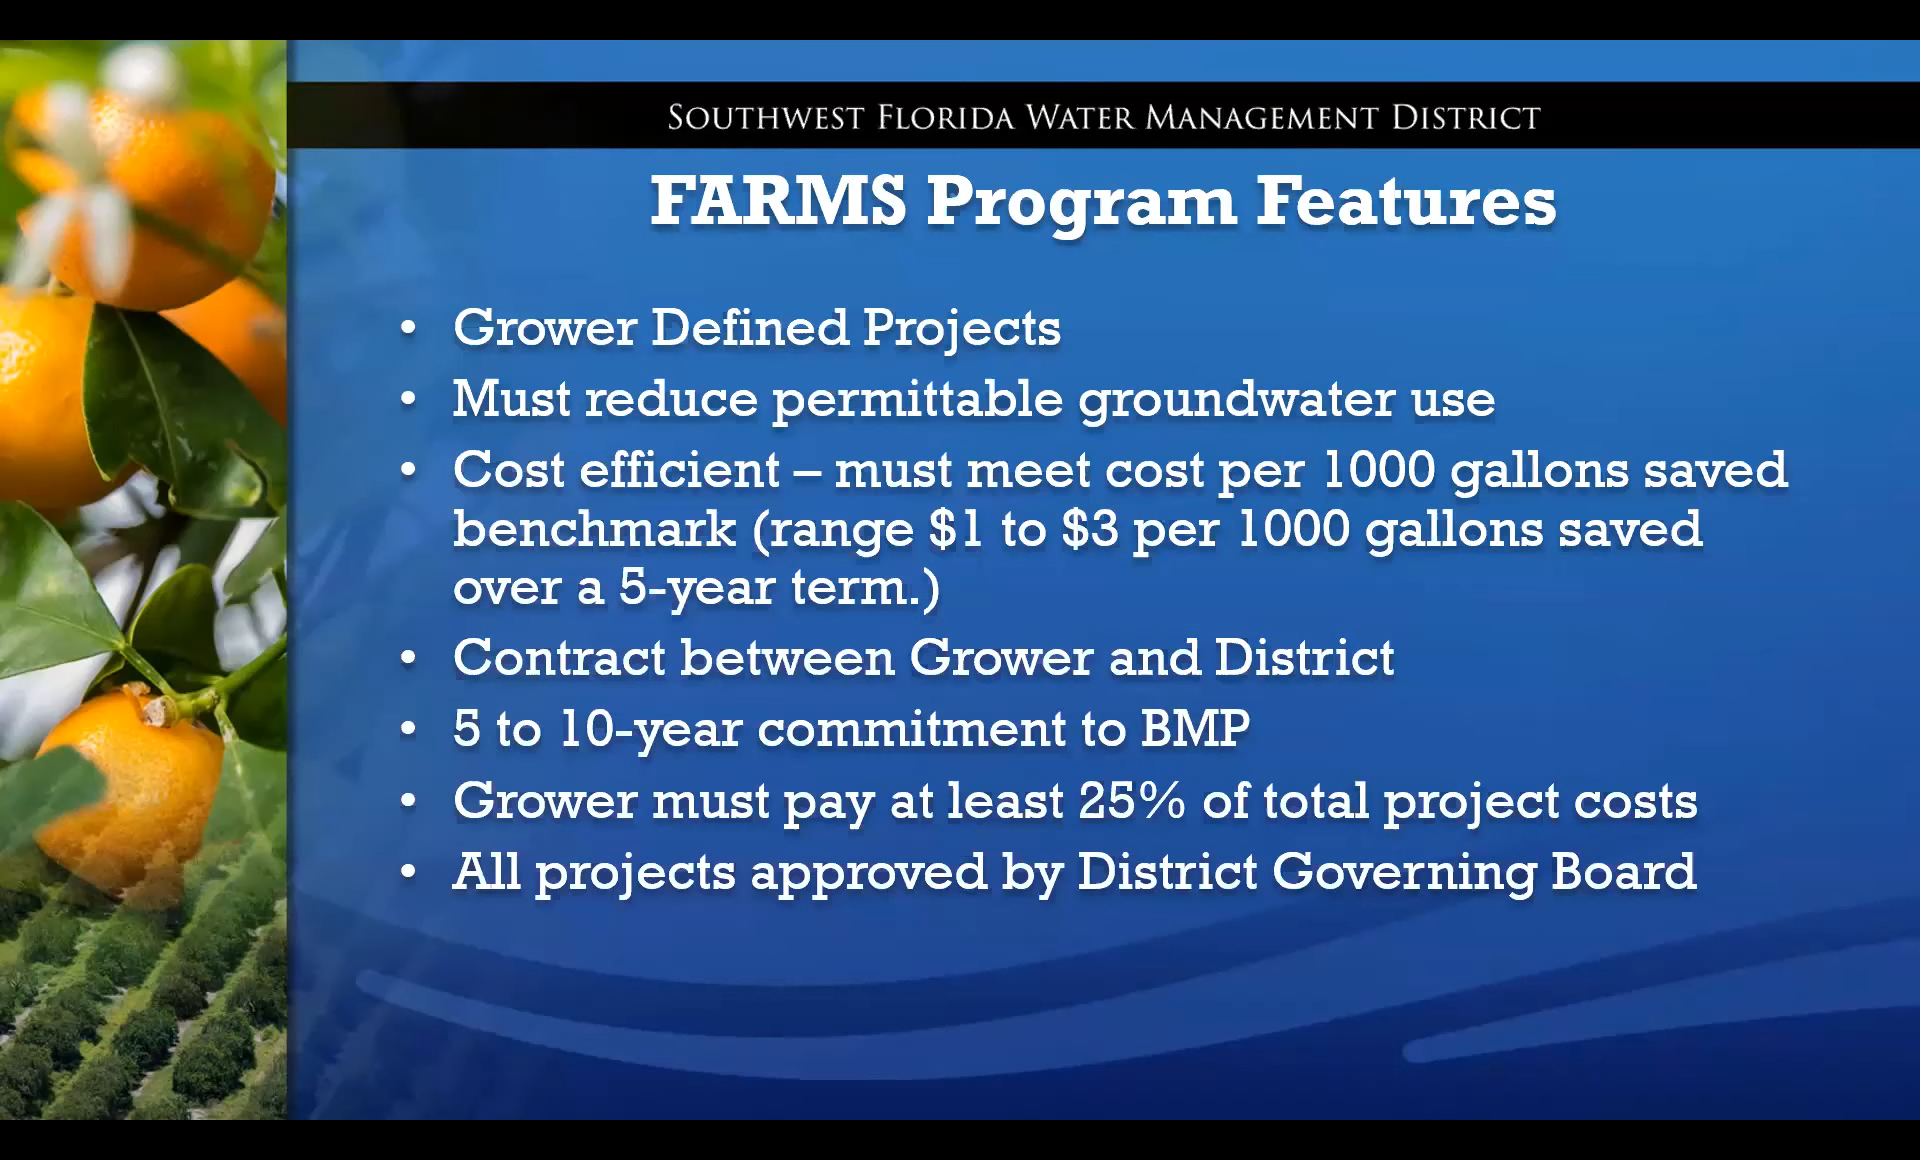 Southwest Florida Water Management District
FARMS Program Features
• Grower Defined Projects
• Must reduce permittable groundwater use
• Cost efficient – must meet cost per 1000 gallons saved
benchmark (range $1 to $3 per 1000 gallons saved
over a 5-year term.)
• Contract between Grower and District
• 5 to 10-year commitment to BMP
• Grower must pay at least 25% of total project costs
• All projects approved by District Governing Board